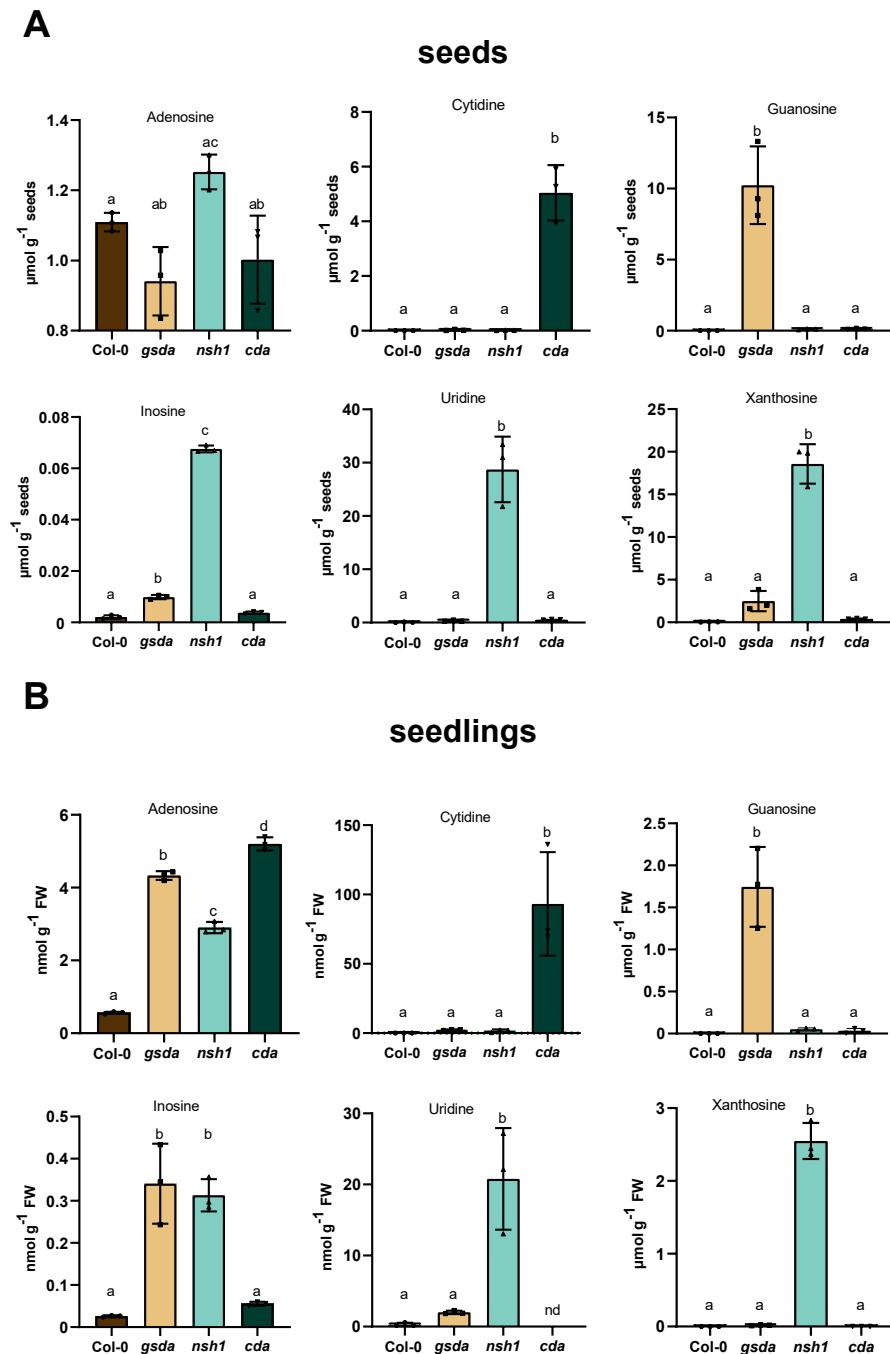 A
seeds
Adenosine
Cytidine
Guanosine
µmol g⁻¹ seeds
1.4
1.2
1.0
0.8
a
ab
ac
ab
Col-0 gsda nsh1 cda
µmol g⁻¹ seeds
8
6
4
2
0
a
a
a
b
Col-0 gsda nsh1 cda
µmol g⁻¹ seeds
15
10
5
0
a
b
a
a
Col-0 gsda nsh1 cda
Inosine
Uridine
Xanthosine
µmol g⁻¹ seeds
0.08
0.06
0.04
0.02
0
a
b
c
a
Col-0 gsda nsh1 cda
µmol g⁻¹ seeds
40
30
20
10
0
a
a
b
a
Col-0 gsda nsh1 cda
µmol g⁻¹ seeds
25
20
15
10
5
0
a
a
b
a
Col-0 gsda nsh1 cda
B
seedlings
Adenosine
Cytidine
Guanosine
nmol g⁻¹ FW
6
4
2
0
a
b
c
d
Col-0 gsda nsh1 cda
nmol g⁻¹ FW
150
100
50
0
a
a
a
b
Col-0 gsda nsh1 cda
µmol g⁻¹ FW
2.5
2.0
1.5
1.0
0.5
0.0
a
b
a
a
Col-0 gsda nsh1 cda
Inosine
Uridine
Xanthosine
nmol g⁻¹ FW
0.5
0.4
0.3
0.2
0.1
0
a
b
b
a
Col-0 gsda nsh1 cda
nmol g⁻¹ FW
30
20
10
0
a
a
b
nd
Col-0 gsda nsh1 cda
µmol g⁻¹ FW
3
2
1
0
a
a
b
a
Col-0 gsda nsh1 cda